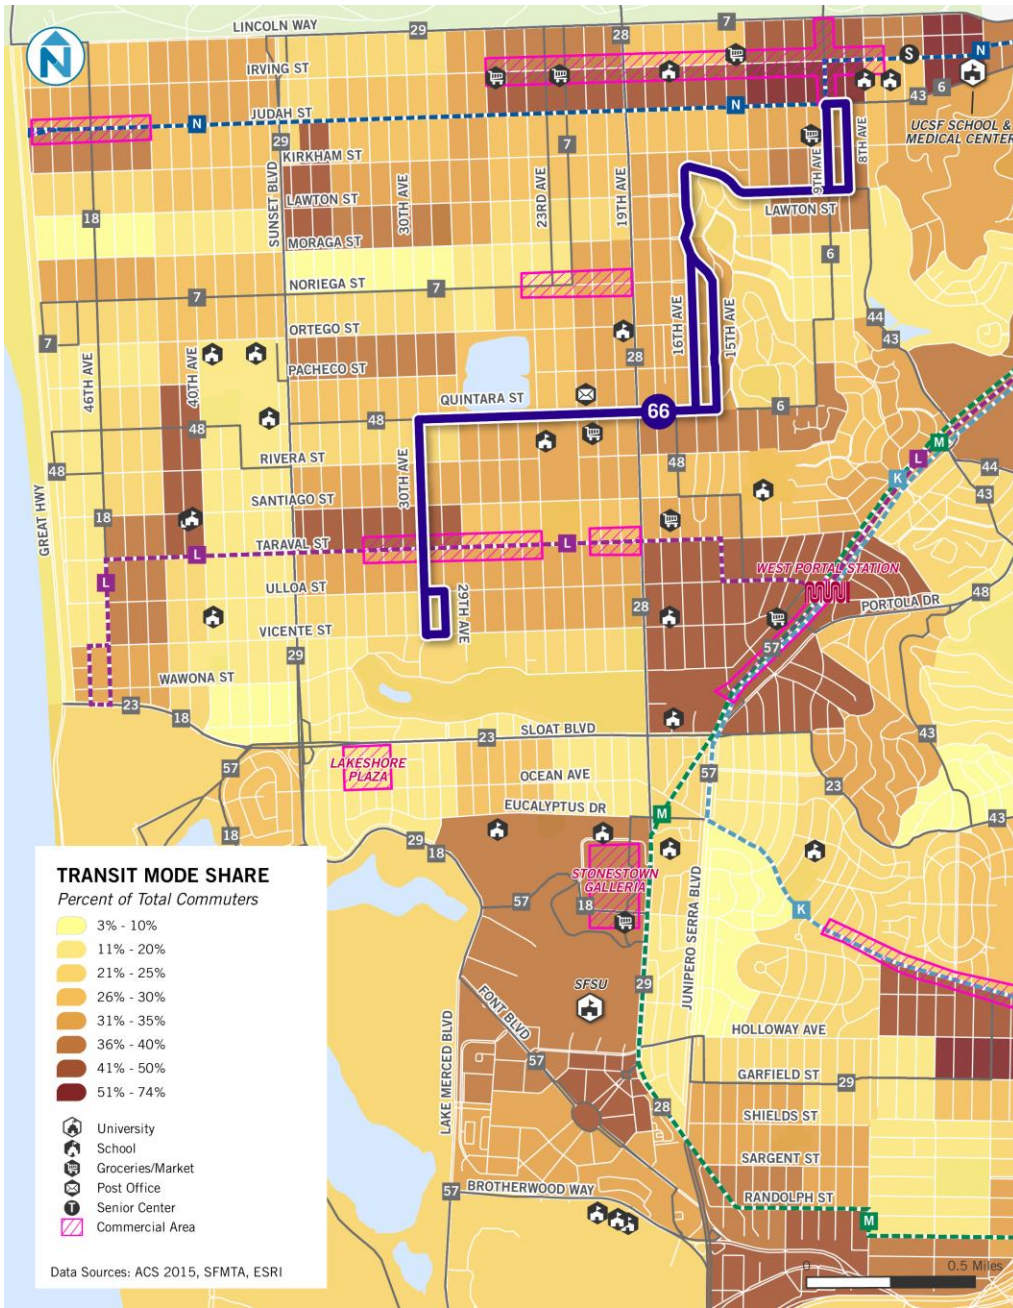 LINCOLN WAY
29
28
7
N
IRVING ST
S
N
43
6
JUDAH ST
N
N
29
UCSF SCHOOL &
MEDICAL CENTER
KIRKHAM ST
7
9TH AVE
8TH AVE
SUNSET BLVD
30TH AVE
23RD AVE
19TH AVE
LAWTON ST
LAWTON ST
18
MORAGA ST
6
NORIEGA ST
7
7
7
ORTEGO ST
16TH AVE
15TH AVE
44
43
46TH AVE
40TH AVE
PACHECO ST
28
QUINTARA ST
66
6
48
48
RIVERA ST
48
48
M
L
K
44
43
30TH AVE
SANTIAGO ST
18
GREAT HWY
TARAVAL ST
L
L
L
WEST PORTAL STATION
ULLOA ST
29TH AVE
28
PORTOLA DR
48
VICENTE ST
29
57
WAWONA ST
23
18
43
SLOAT BLVD
23
57
57
LAKESHORE
PLAZA
OCEAN AVE
23
EUCALYPTUS DR
M
43
18
29
18
STONESTOWN
GALLERIA
18
57
JUNIPERO SERRA BLVD
K
TRANSIT MODE SHARE
Percent of Total Commuters
3% - 10%
11% - 20%
21% - 25%
26% - 30%
31% - 35%
36% - 40%
41% - 50%
51% - 74%
University
School
Groceries/Market
Post Office
T Senior Center
Commercial Area
Data Sources: ACS 2015, SFMTA, ESRI
SFSU
29
FONT BLVD
LAKE MERCED BLVD
HOLLOWAY AVE
57
GARFIELD ST
29
28
SHIELDS ST
SARGENT ST
57
BROTHERWOOD WAY
RANDOLPH ST
M
0
0.5 Miles